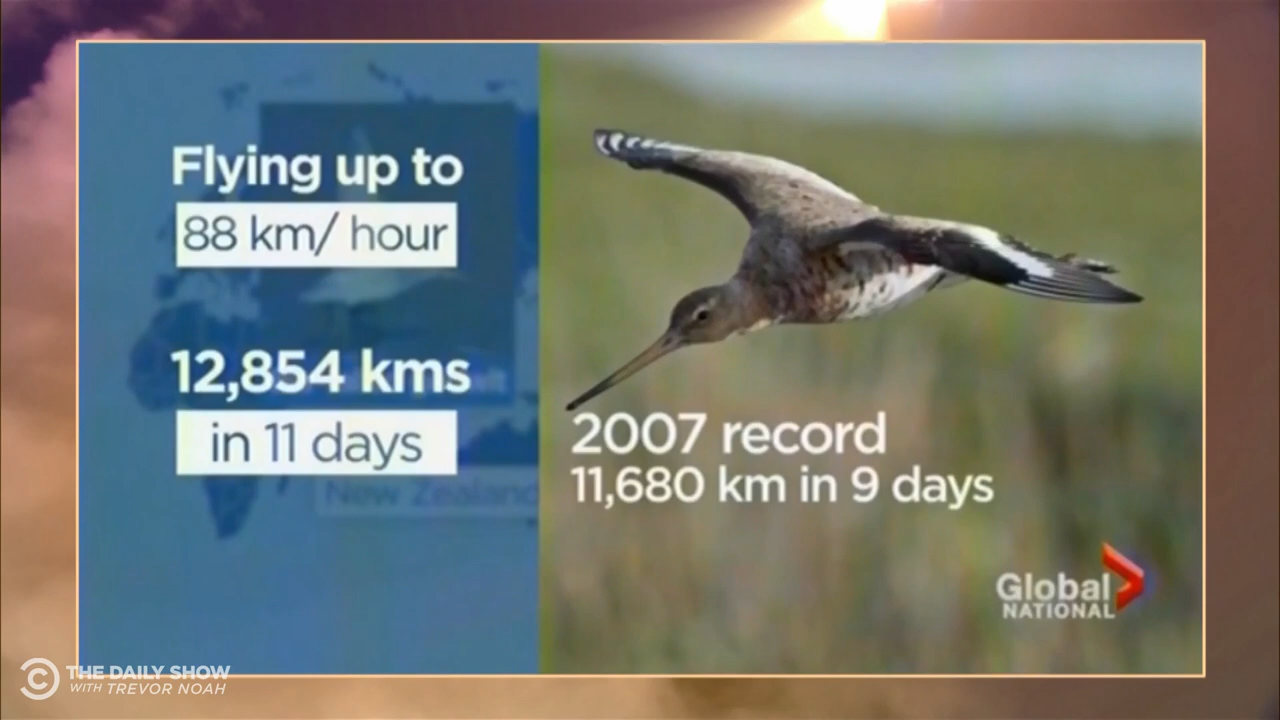 Flying up to
88 km/ hour
12,854 kms
in 11 days
New Zealand
2007 record
11,680 km in 9 days
Global
NATIONAL
THE DAILY SHOW
WITH TREVOR NOAH